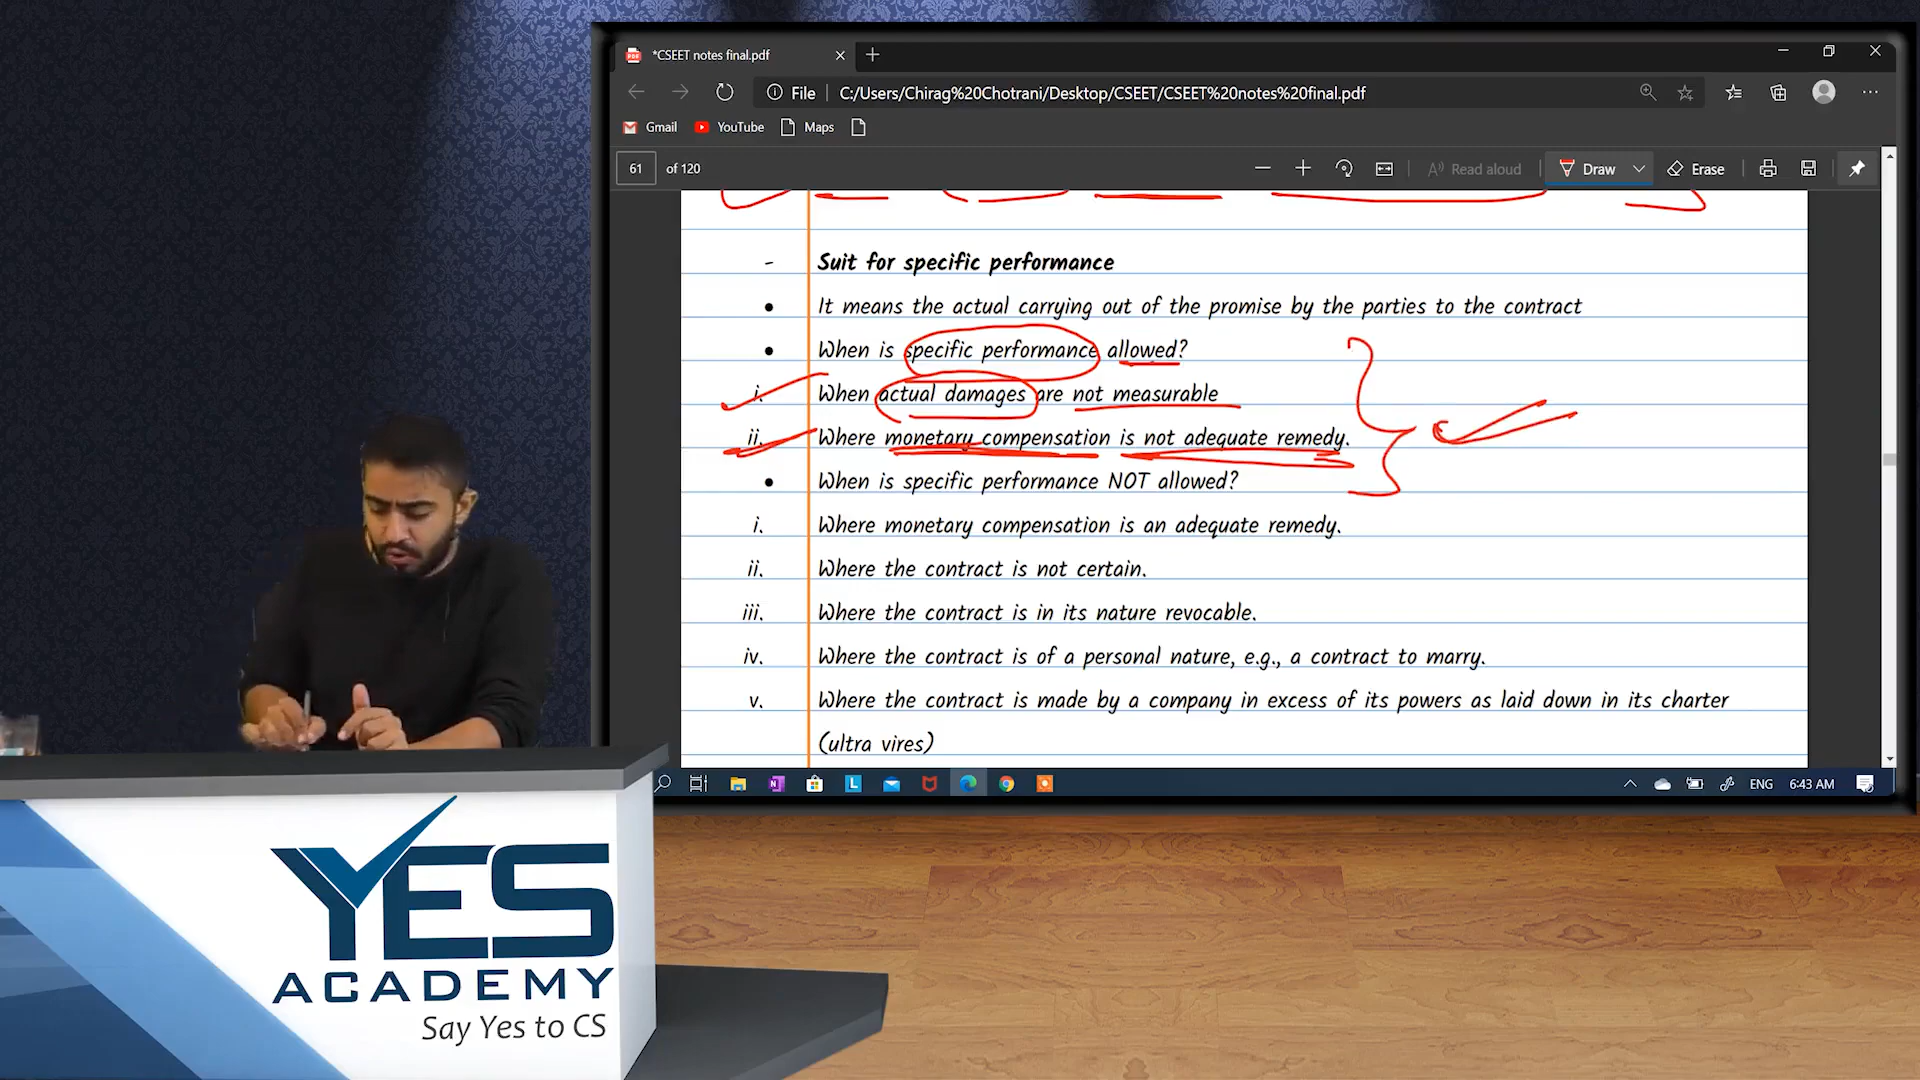 *CSEET notes final.pdf
File
C:/Users/Chirag%20Chotrani/Desktop/CSEET/CSEET%20notes%20final.pdf
Gmail YouTube Maps
61 of 120 Read aloud Draw Erase
- Suit for specific performance
• It means the actual carrying out of the promise by the parties to the contract
• When is specific performance allowed?
i. When actual damages are not measurable
ii. Where monetary compensation is not adequate remedy.
• When is specific performance NOT allowed?
i. Where monetary compensation is an adequate remedy.
ii. Where the contract is not certain.
iii. Where the contract is in its nature revocable.
iv. Where the contract is of a personal nature, e.g., a contract to marry.
v. Where the contract is made by a company in excess of its powers as laid down in its charter
(ultra vires)
ENG 6:43 AM
YES
ACADEMY
Say Yes to CS